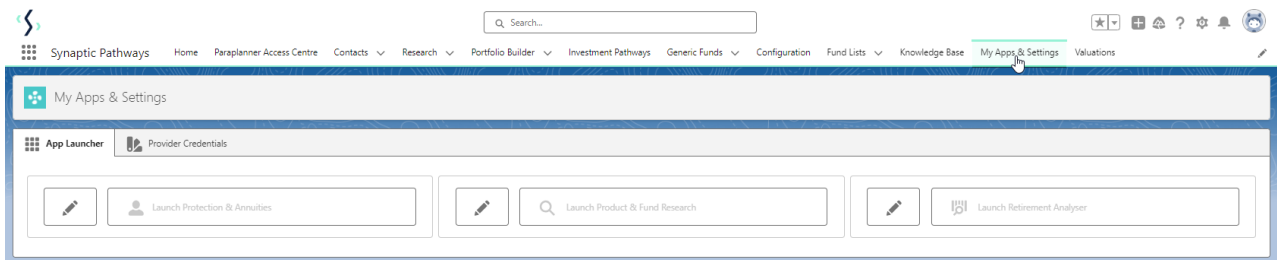 Search...
Synaptic Pathways Home Paraplanner Access Centre Contacts Research Portfolio Builder Investment Pathways Generic Funds Configuration Fund Lists Knowledge Base My Apps & Settings Valuations
My Apps & Settings
App Launcher Provider Credentials
Launch Protection & Annuities Launch Product & Fund Research Launch Retirement Analyser